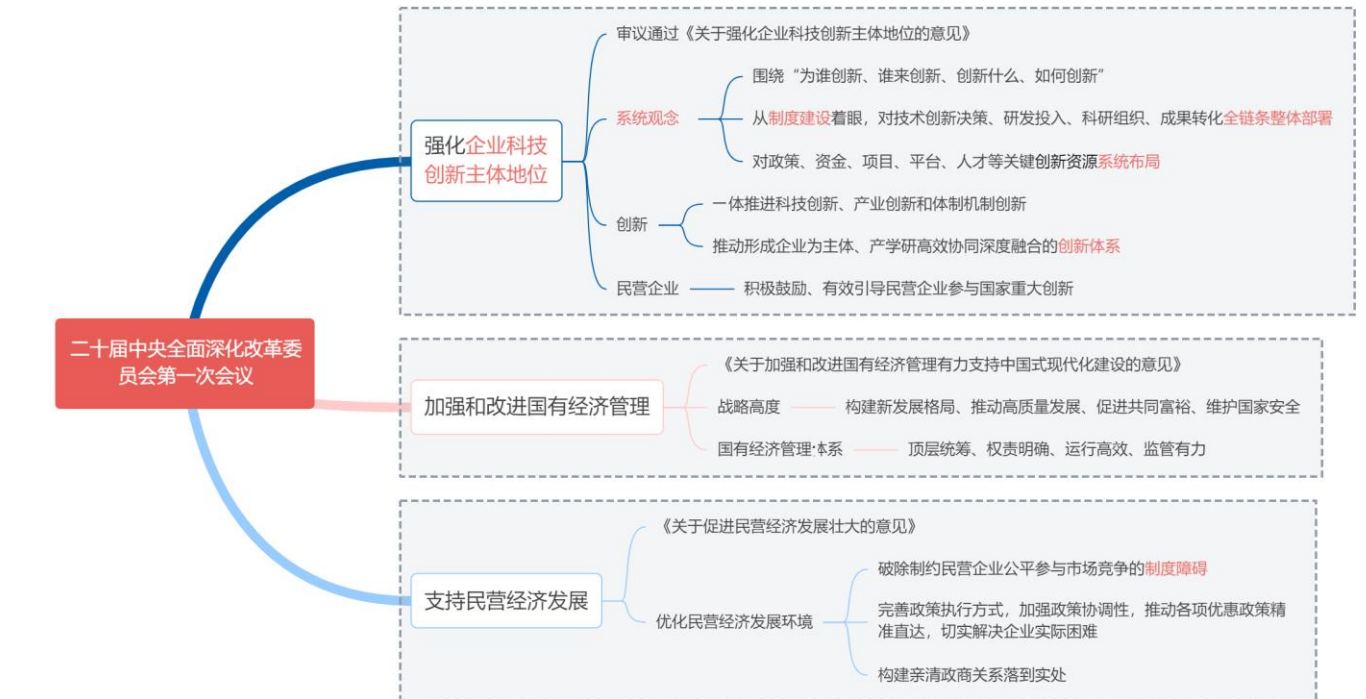 二十届中央全面深化改革委
员会第一次会议
强化企业科技
创新主体地位
审议通过《关于强化企业科技创新主体地位的意见》
系统观念
围绕“为谁创新、谁来创新、创新什么、如何创新”
从制度建设着眼，对技术创新决策、研发投入、科研组织、成果转化全链条整体部署
对政策、资金、项目、平台、人才等关键创新资源系统布局
创新
一体推进科技创新、产业创新和体制机制创新
推动形成企业为主体、产学研高效协同深度融合的创新体系
民营企业
积极鼓励、有效引导民营企业参与国家重大创新
加强和改进国有经济管理
《关于加强和改进国有经济管理有力支持中国式现代化建设的意见》
战略高度
构建新发展格局、推动高质量发展、促进共同富裕、维护国家安全
国有经济管理体系
顶层统筹、权责明确、运行高效、监管有力
支持民营经济发展
《关于促进民营经济发展壮大的意见》
优化民营经济发展环境
破除制约民营企业公平参与市场竞争的制度障碍
完善政策执行方式，加强政策协调性，推动各项优惠政策精
准直达，切实解决企业实际困难
构建亲清政商关系落到实处